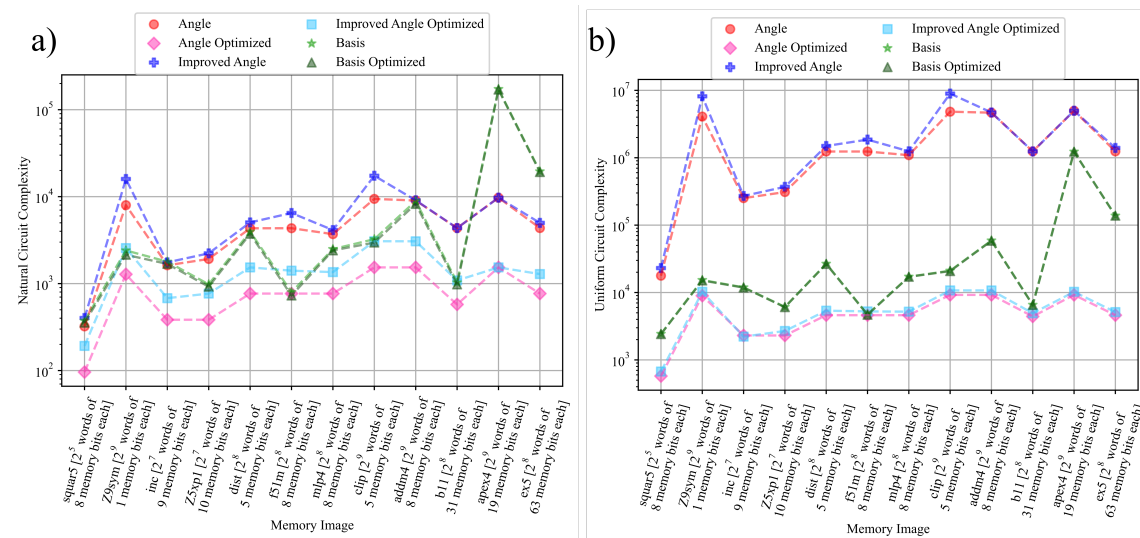 a)
Angle
Angle Optimized
Improved Angle
Improved Angle Optimized
Basis
Basis Optimized
Natural Circuit Complexity
10^5
10^4
10^3
10^2
squar5 [2^5 words of
8 memory bits each]
Z9sym [2^9 words of
1 memory bits each]
inc [2^7 words of
9 memory bits each]
Z5xp1 [2^7 words of
10 memory bits each]
dist [2^8 words of
5 memory bits each]
f51m [2^8 words of
8 memory bits each]
mlp4 [2^8 words of
8 memory bits each]
clip [2^9 words of
5 memory bits each]
addm4 [2^9 words of
8 memory bits each]
b11 [2^8 words of
31 memory bits each]
apex4 [2^9 words of
19 memory bits each]
ex5 [2^8 words of
63 memory bits each]
Memory Image
b)
Angle
Angle Optimized
Improved Angle
Improved Angle Optimized
Basis
Basis Optimized
Uniform Circuit Complexity
10^7
10^6
10^5
10^4
10^3
squar5 [2^5 words of
8 memory bits each]
Z9sym [2^9 words of
1 memory bits each]
inc [2^7 words of
9 memory bits each]
Z5xp1 [2^7 words of
10 memory bits each]
dist [2^8 words of
5 memory bits each]
f51m [2^8 words of
8 memory bits each]
mlp4 [2^8 words of
8 memory bits each]
clip [2^9 words of
5 memory bits each]
addm4 [2^9 words of
8 memory bits each]
b11 [2^8 words of
31 memory bits each]
apex4 [2^9 words of
19 memory bits each]
ex5 [2^8 words of
63 memory bits each]
Memory Image